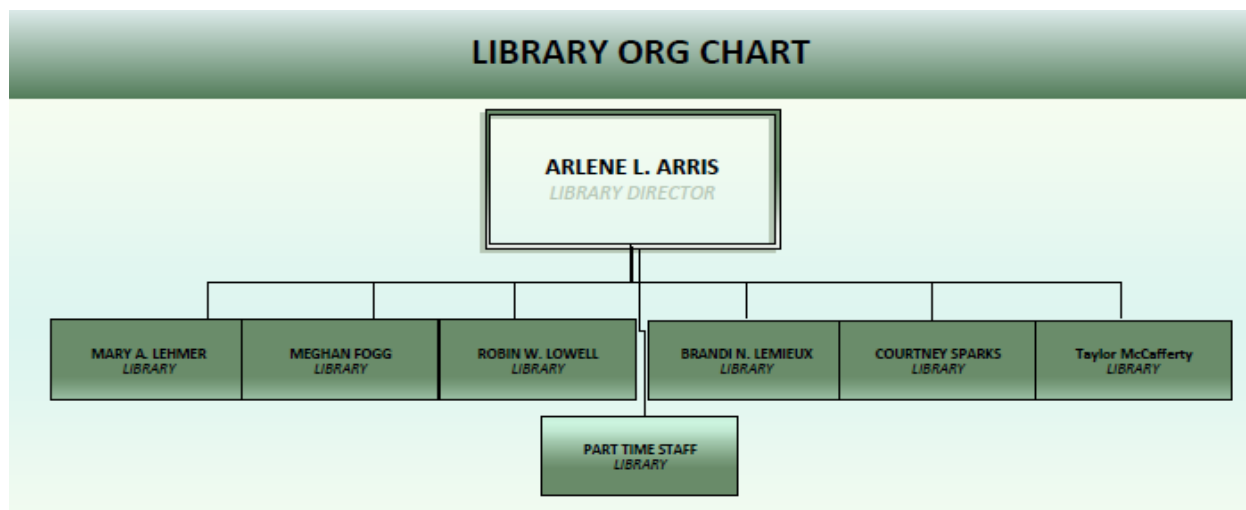 LIBRARY ORG CHART
ARLENE L. ARRIS
LIBRARY DIRECTOR
MARY A. LEHMER
LIBRARY
MEGHAN FOGG
LIBRARY
ROBIN W. LOWELL
LIBRARY
BRANDI N. LEMIEUX
LIBRARY
COURTNEY SPARKS
LIBRARY
Taylor McCafferty
LIBRARY
PART TIME STAFF
LIBRARY